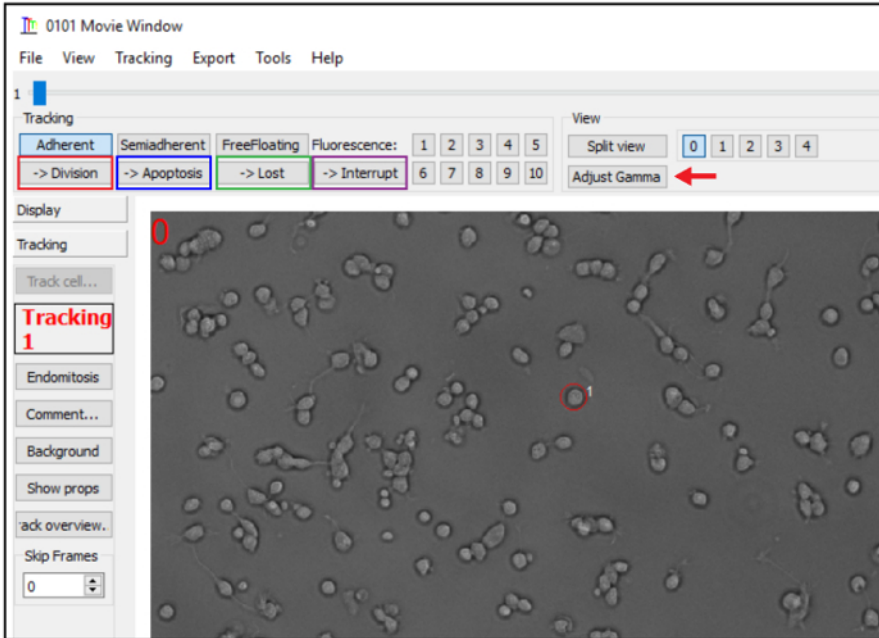 0101 Movie Window
File View Tracking Export Tools Help
1
Tracking
View
Adherent Semiadherent FreeFloating Fluorescence: 1 2 3 4 5
Split view 0 1 2 3 4
-> Division -> Apoptosis -> Lost -> Interrupt 6 7 8 9 10
Adjust Gamma
Display
Tracking
Track cell...
Tracking
1
Endomitosis
Comment...
Background
Show props
rack overview.
Skip Frames
0
0
1